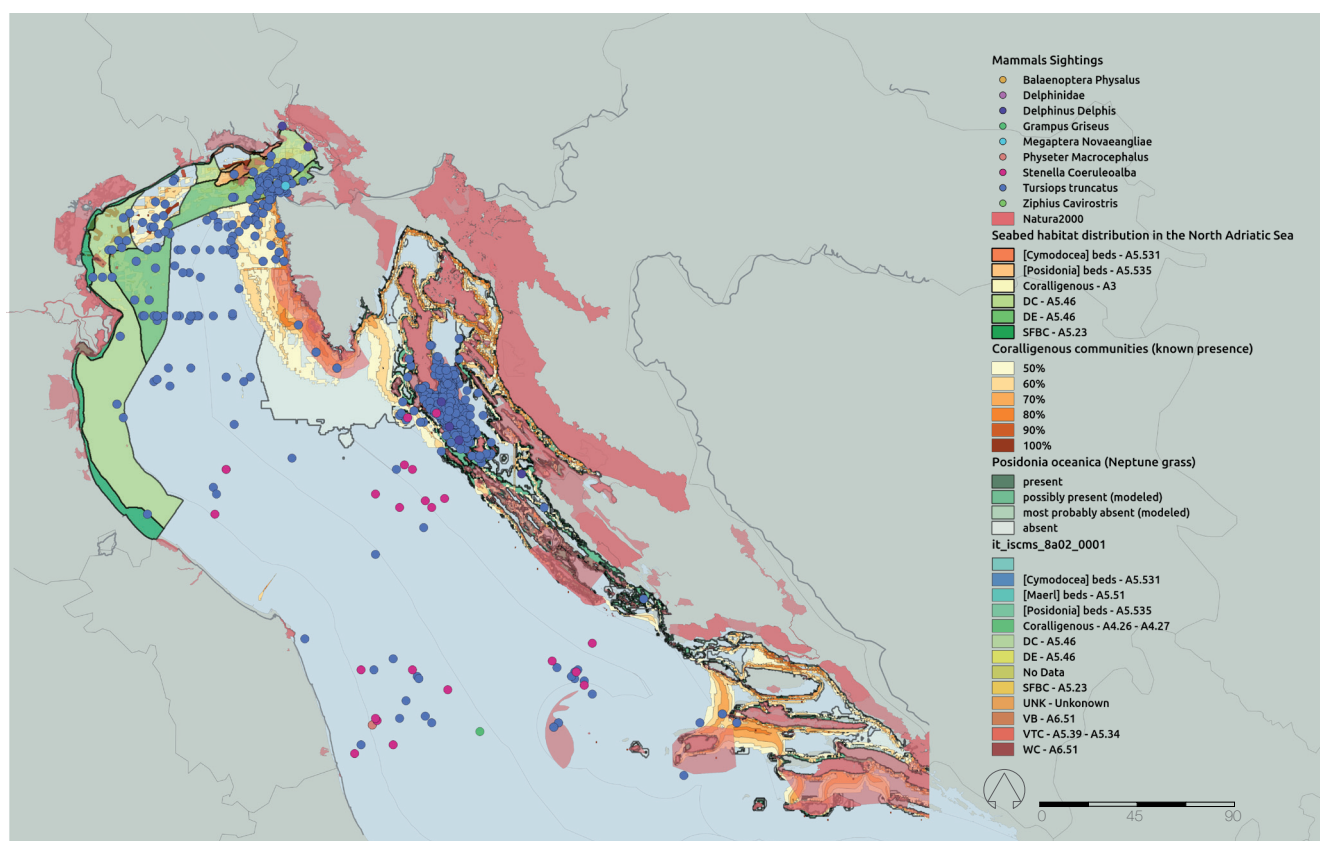 Mammals Sightings
Balaenoptera Physalus
Delphinidae
Delphinus Delphis
Grampus Griseus
Megaptera Novaeangliae
Physeter Macrocephalus
Stenella Coeruleoalba
Tursiops truncatus
Ziphius Cavirostris
Natura2000
Seabed habitat distribution in the North Adriatic Sea
[Cymodocea] beds - A5.531
[Posidonia] beds - A5.535
Coralligenous - A3
DC - A5.46
DE - A5.46
SFBC - A5.23
Coralligenous communities (known presence)
50%
60%
70%
80%
90%
100%
Posidonia oceanica (Neptune grass)
present
possibly present (modeled)
most probably absent (modeled)
absent
it_iscms_8a02_0001
[Cymodocea] beds - A5.531
[Maerl] beds - A5.51
[Posidonia] beds - A5.535
Coralligenous - A4.26 - A4.27
DC - A5.46
DE - A5.46
No Data
SFBC - A5.23
UNK - Unkonown
VB - A6.51
VTC - A5.39 - A5.34
WC - A6.51
0 45 90